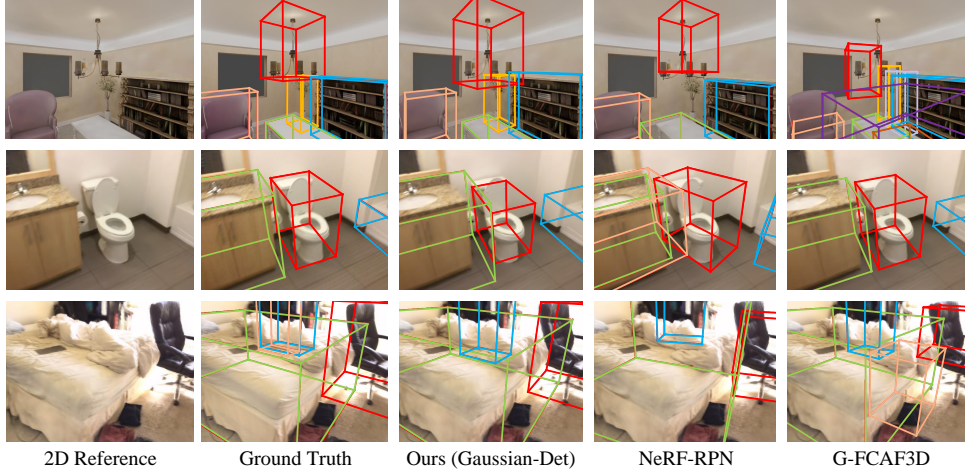 2D Reference
Ground Truth
Ours (Gaussian-Det)
NeRF-RPN
G-FCAF3D